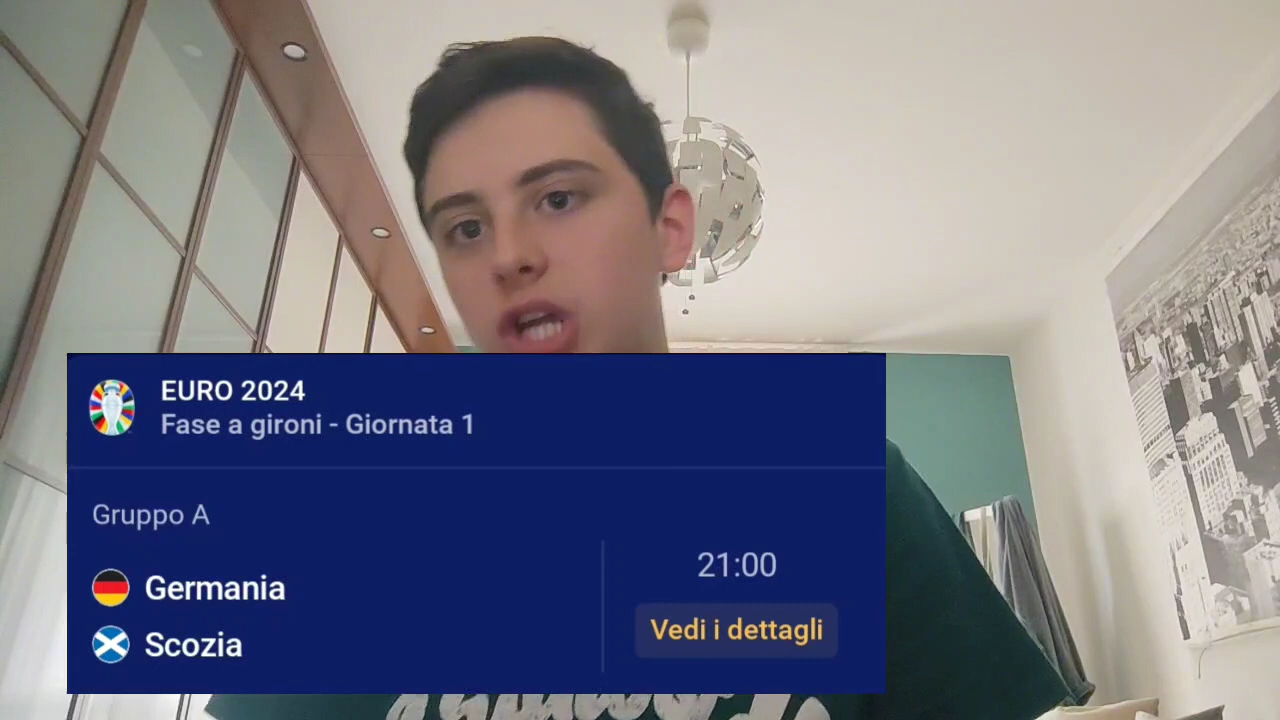 EURO 2024
Fase a gironi - Giornata 1
Gruppo A
Germania
Scozia
21:00
Vedi i dettagli